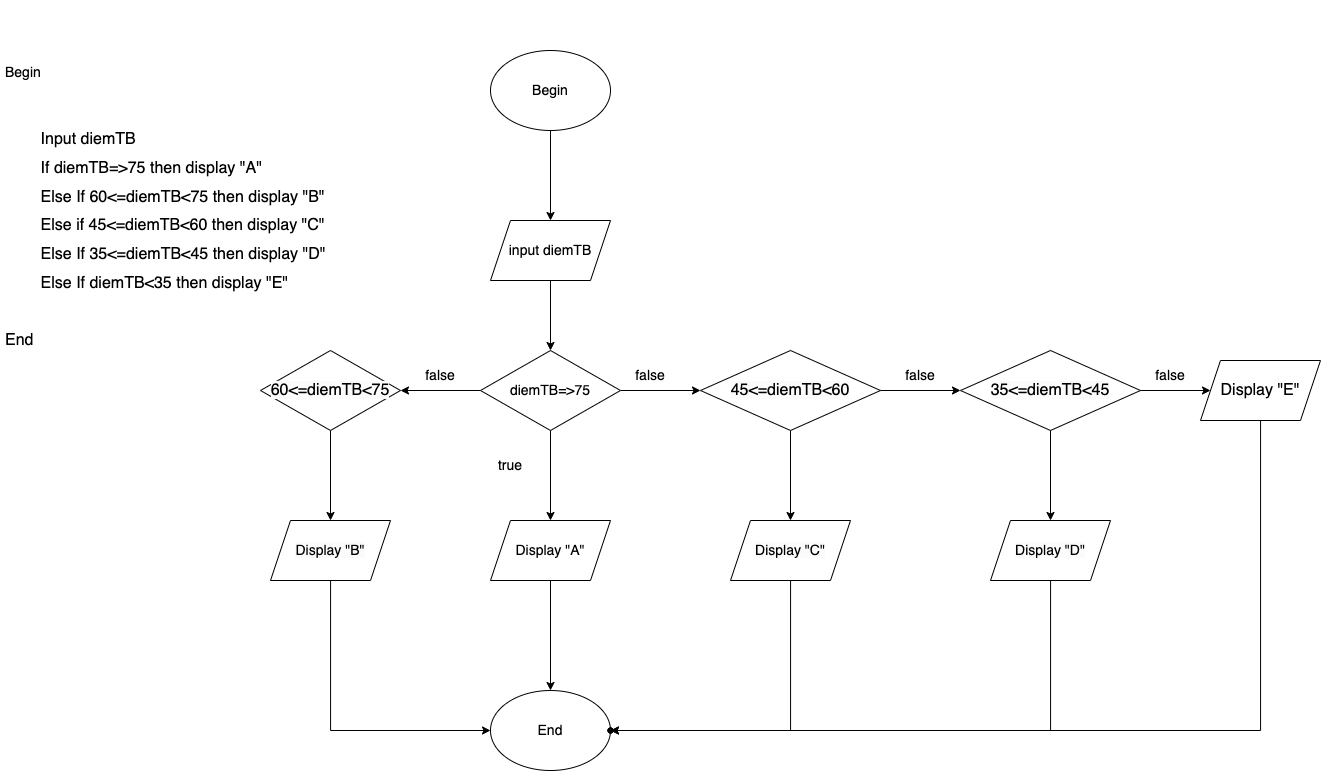 Begin
Input diemTB
If diemTB=>75 then display "A"
Else If 60<=diemTB<75 then display "B"
Else if 45<=diemTB<60 then display "C"
Else If 35<=diemTB<45 then display "D"
Else If diemTB<35 then display "E"
End
Begin
input diemTB
60<=diemTB<75
false
diemTB=>75
false
45<=diemTB<60
false
35<=diemTB<45
false
Display "E"
true
Display "B"
Display "A"
Display "C"
Display "D"
End